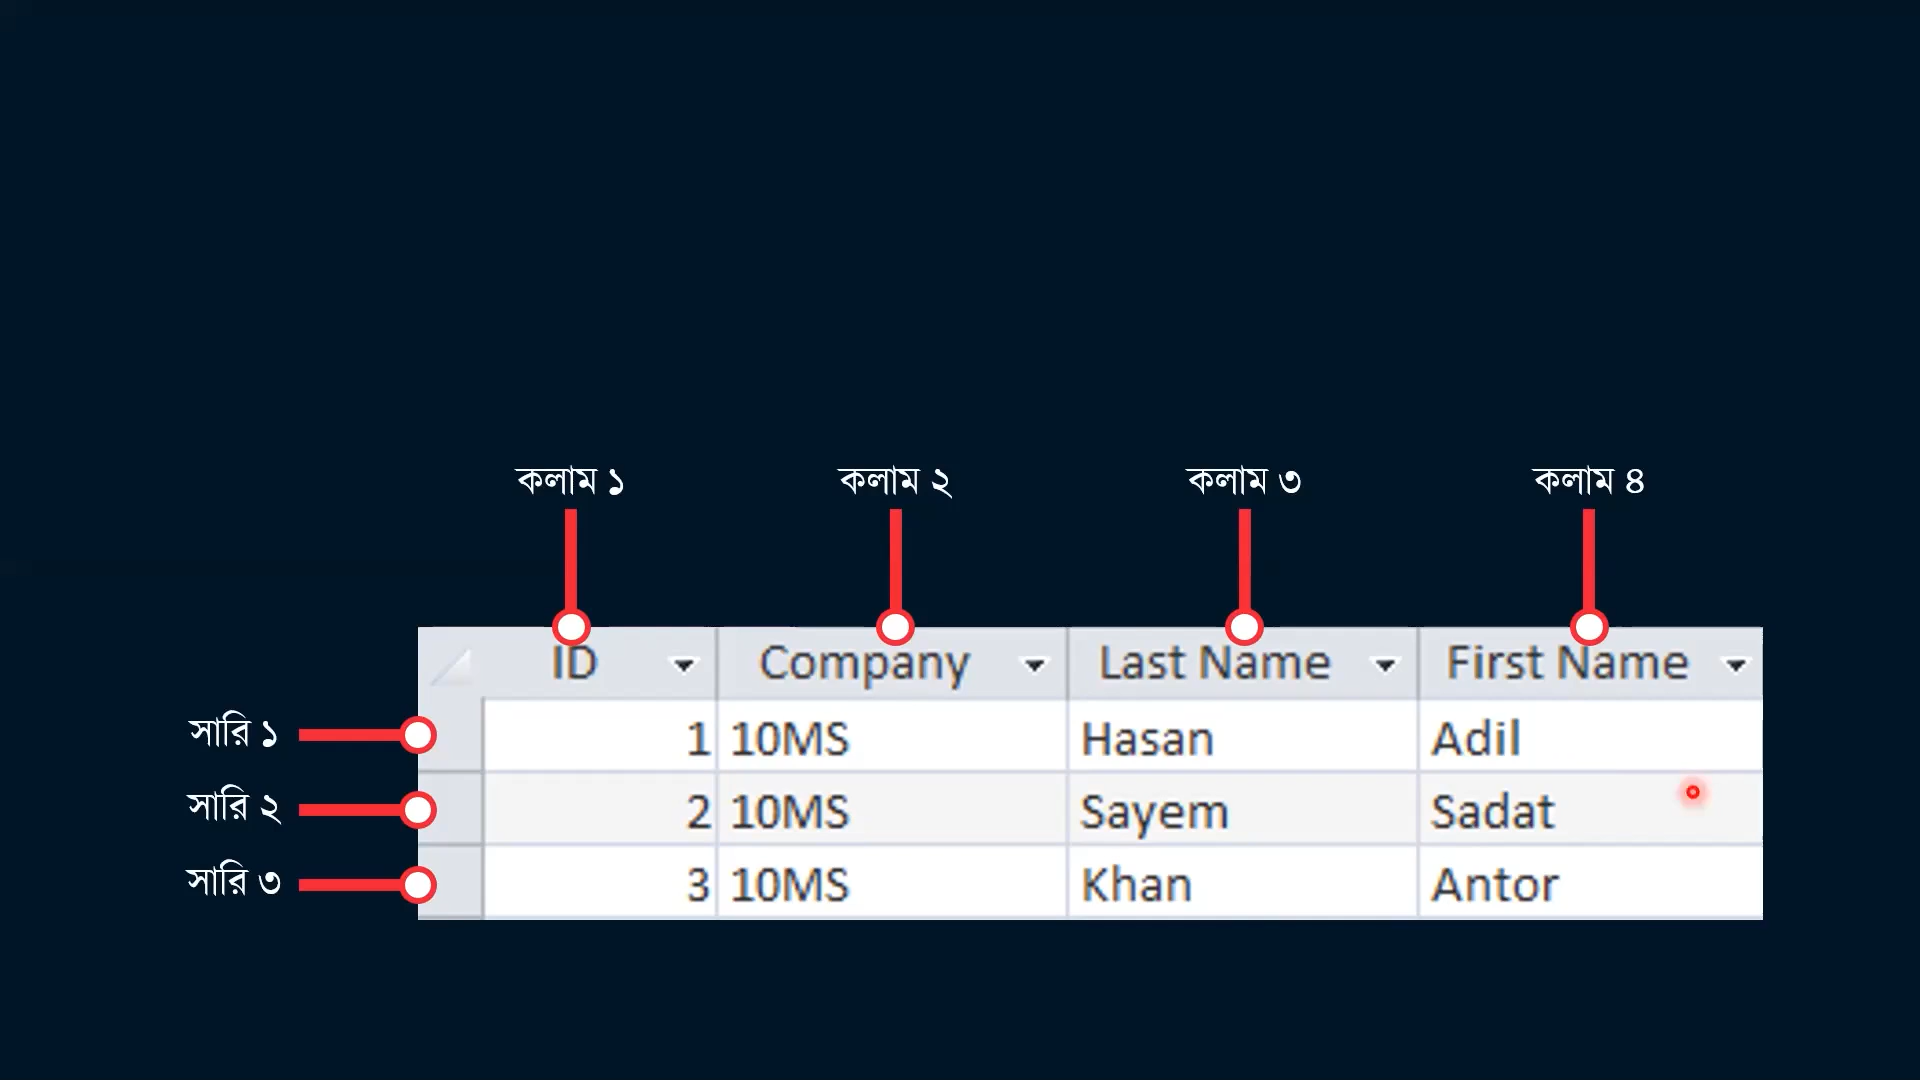 কলাম ১ কলাম ২ কলাম ৩ কলাম ৪
ID Company Last Name First Name
সারি ১ 1 10MS Hasan Adil
সারি ২ 2 10MS Sayem Sadat
সারি ৩ 3 10MS Khan Antor